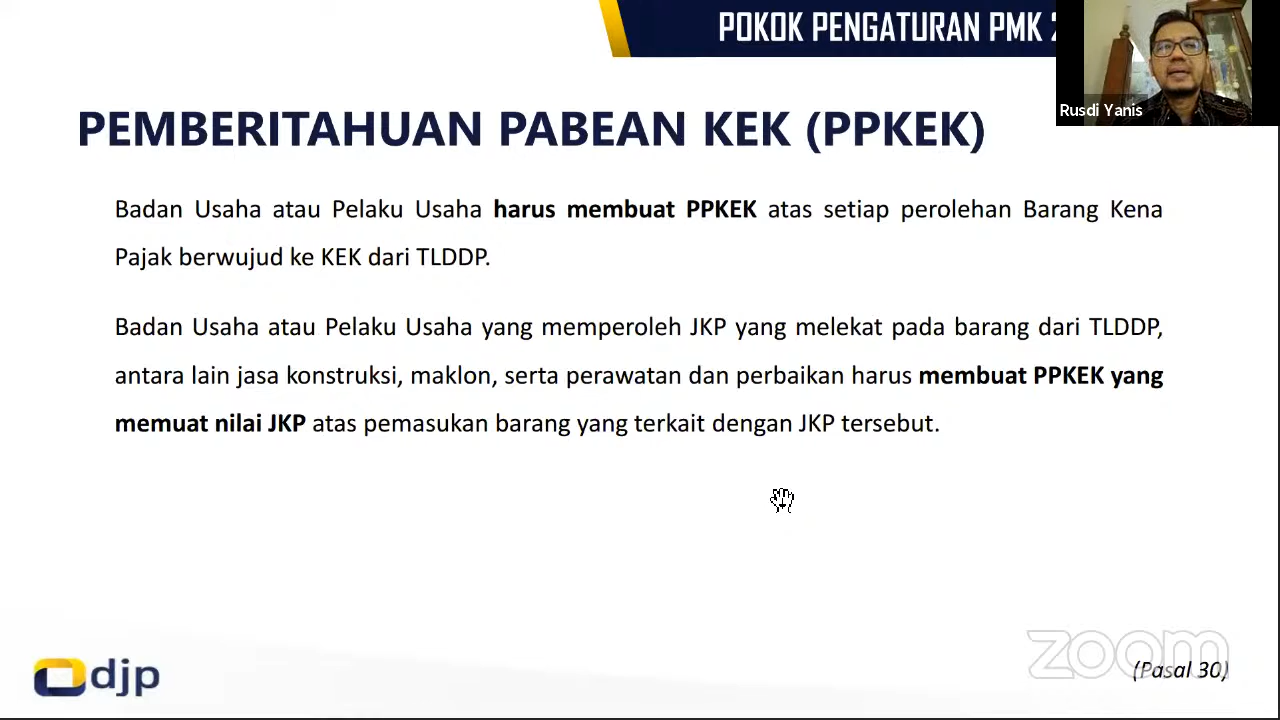 POKOK PENGATURAN PMK
Rusdi Yanis
PEMBERITAHUAN PABEAN KEK (PPKEK)
Badan Usaha atau Pelaku Usaha harus membuat PPKEK atas setiap perolehan Barang Kena
Pajak berwujud ke KEK dari TLDDP.
Badan Usaha atau Pelaku Usaha yang memperoleh JKP yang melekat pada barang dari TLDDP,
antara lain jasa konstruksi, maklon, serta perawatan dan perbaikan harus membuat PPKEK yang
memuat nilai JKP atas pemasukan barang yang terkait dengan JKP tersebut.
djp
zoom
(Pasal 30)